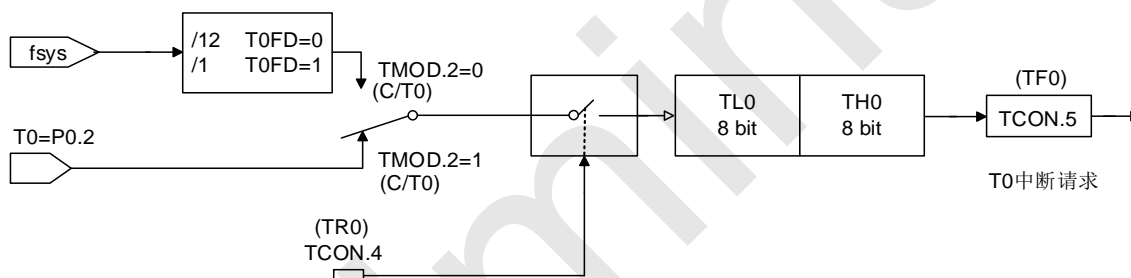 fsys
/12 T0FD=0
/1 T0FD=1
TMOD.2=0
(C/T0)
T0=P0.2
TMOD.2=1
(C/T0)
(TR0)
TCON.4
TL0
8 bit
TH0
8 bit
(TF0)
TCON.5
T0中断请求